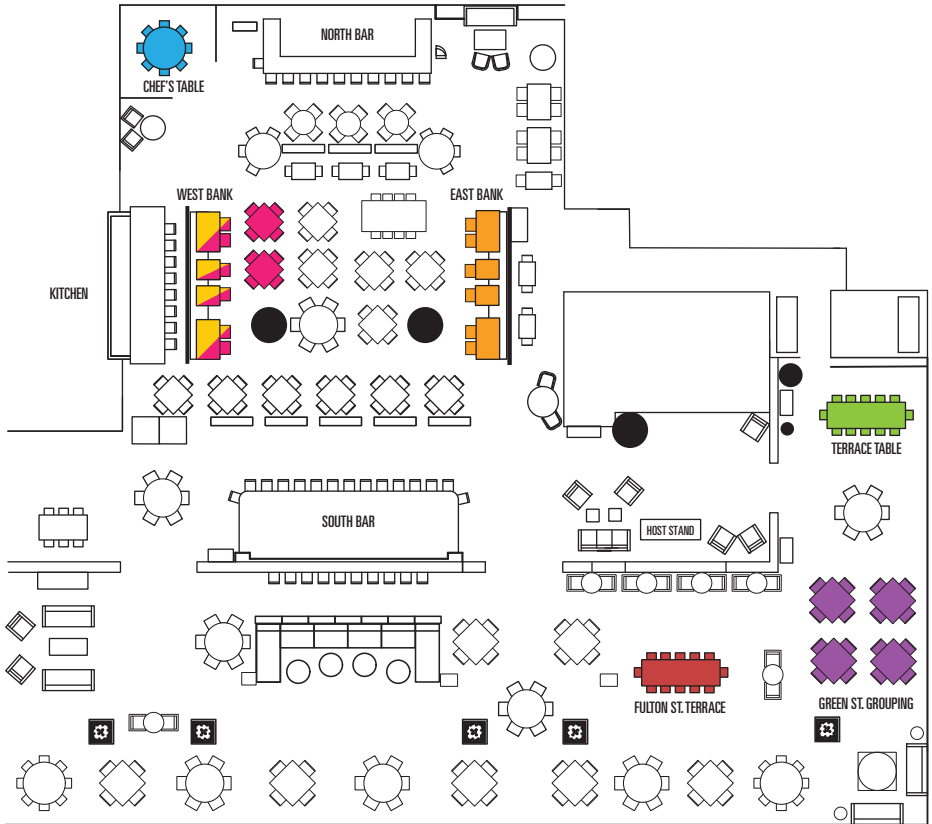 NORTH BAR
CHEF'S TABLE
WEST BANK
EAST BANK
KITCHEN
TERRACE TABLE
SOUTH BAR
HOST STAND
FULTON ST. TERRACE
GREEN ST. GROUPING